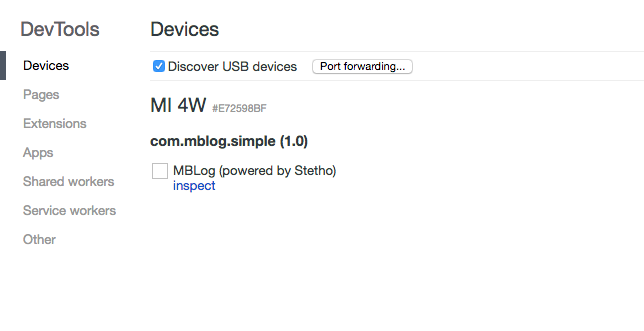 DevTools
Devices
Pages
Extensions
Apps
Shared workers
Service workers
Other
Devices
Discover USB devices
Port forwarding...
MI 4W #E72598BF
com.mblog.simple (1.0)
MBLog (powered by Stetho)
inspect